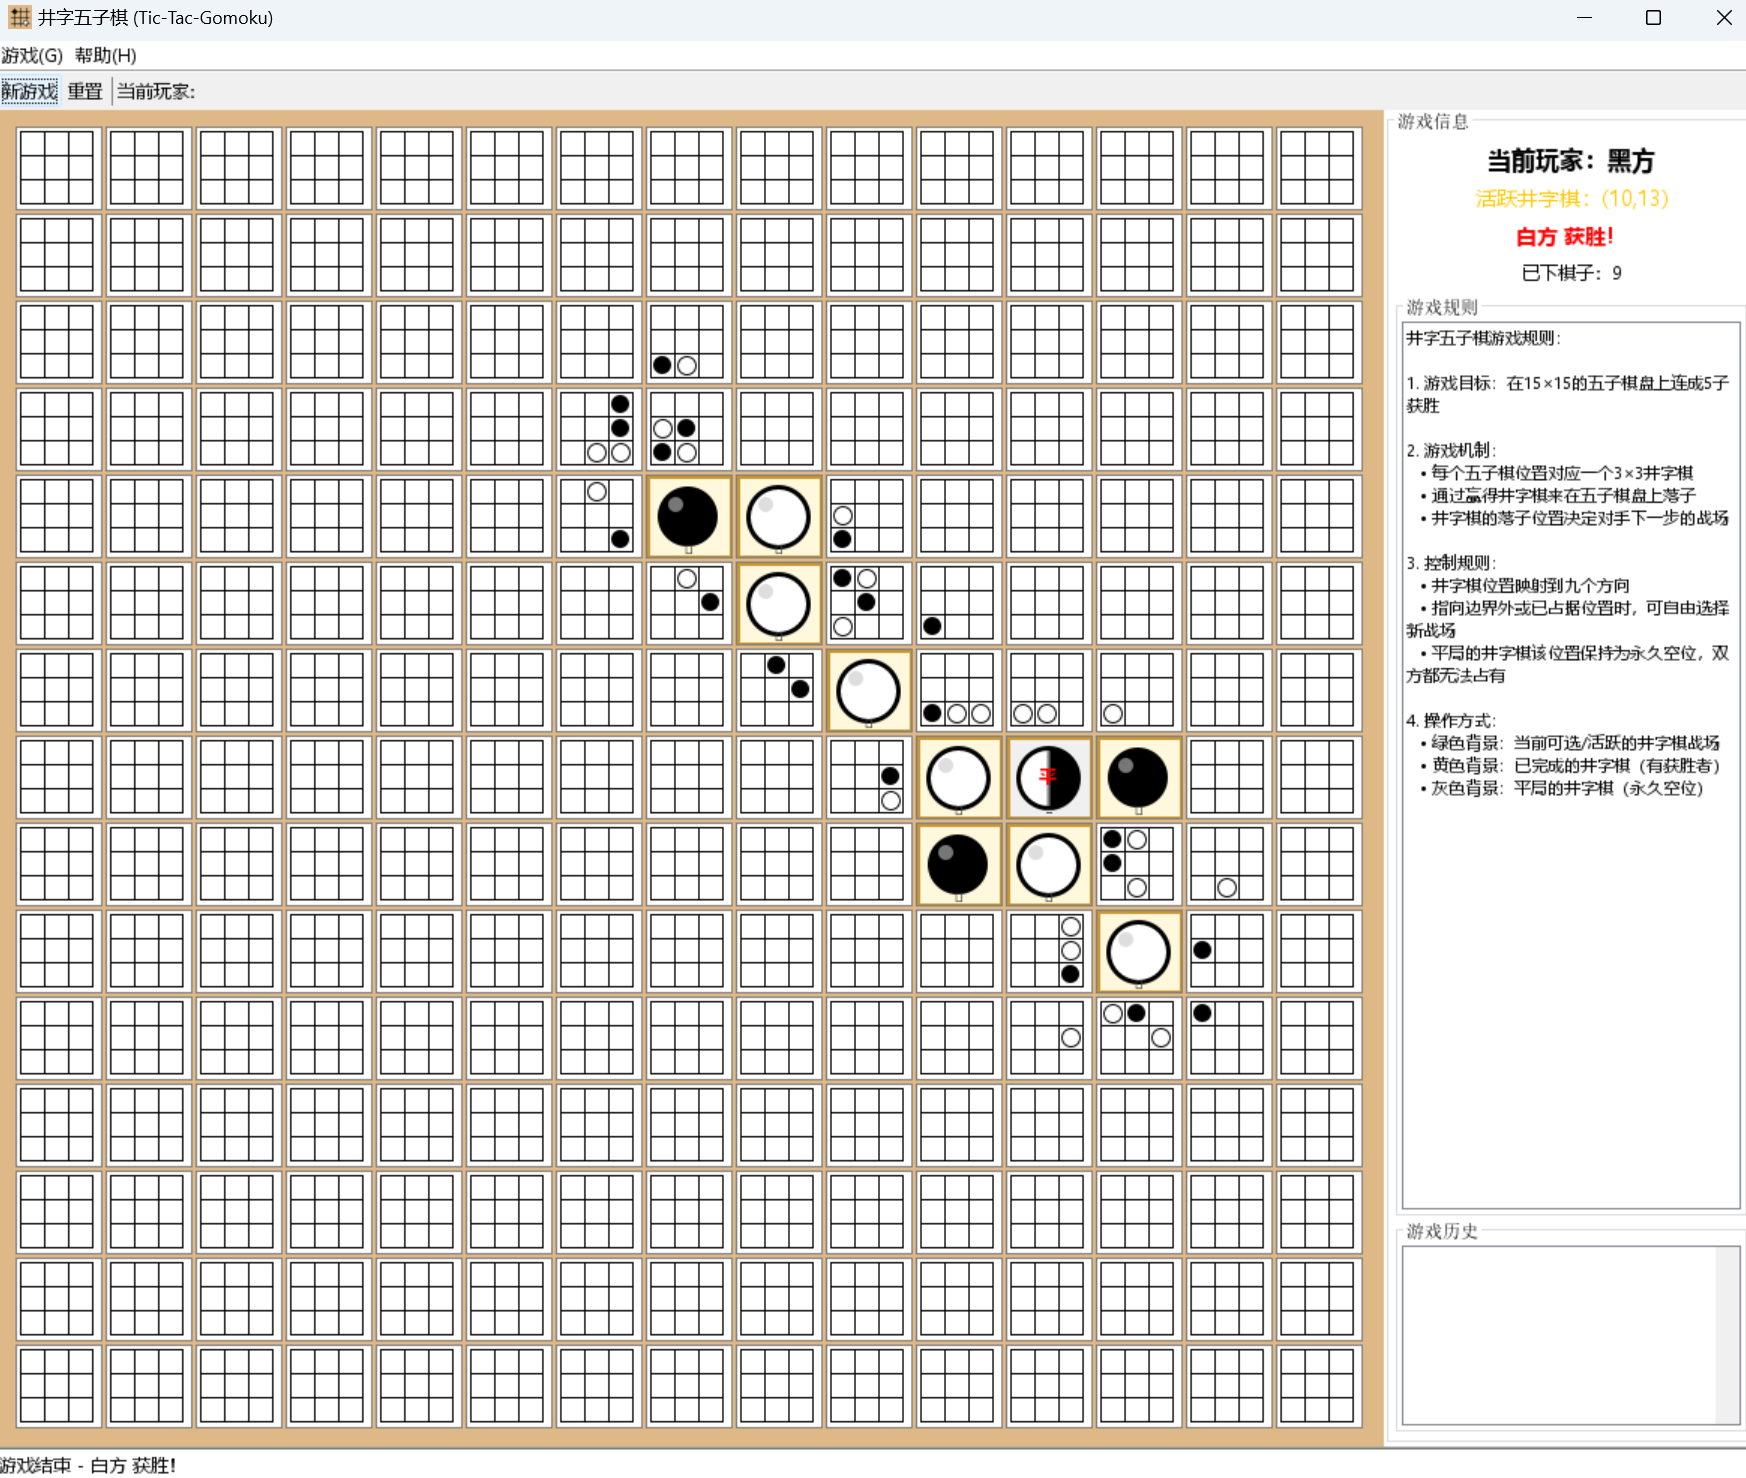 井字五子棋 (Tic-Tac-Gomoku)
游戏(G) 帮助(H)
新游戏 重置 当前玩家:
平
游戏信息
当前玩家：黑方
活跃井字棋：(10,13)
白方 获胜!
已下棋子：9
游戏规则
井字五子棋游戏规则：
1. 游戏目标：在15×15的五子棋盘上连成5子
获胜
2. 游戏机制：
• 每个五子棋位置对应一个3×3井字棋
• 通过赢得井字棋来在五子棋盘上落子
• 井字棋的落子位置决定对手下一步的战场
3. 控制规则：
• 井字棋位置映射到九个方向
• 指向边界外或已占据位置时，可自由选择
新战场
• 平局的井字棋该位置保持为永久空位，双
方都无法占有
4. 操作方式：
• 绿色背景：当前可选/活跃的井字棋战场
• 黄色背景：已完成的井字棋（有获胜者）
• 灰色背景：平局的井字棋（永久空位）
游戏历史
游戏结束 - 白方 获胜!